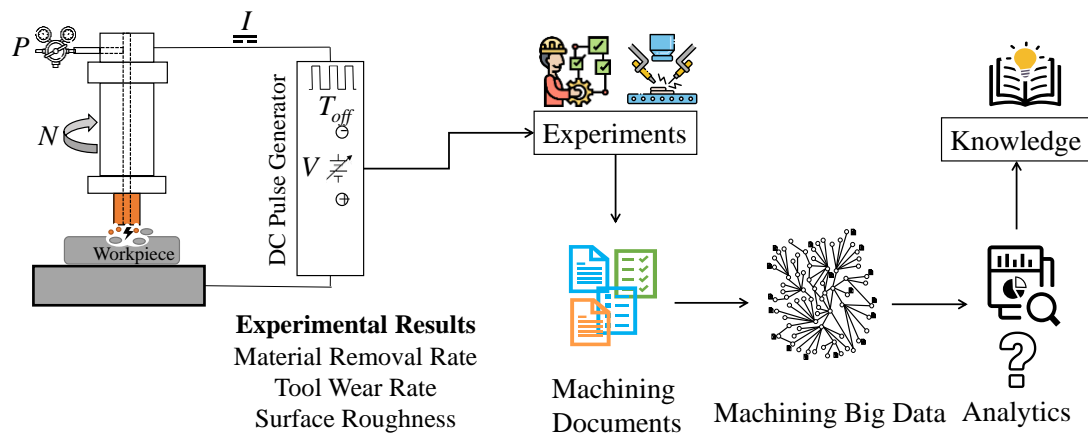 P
I
N
T_off
V
DC Pulse Generator
Workpiece
Experimental Results
Material Removal Rate
Tool Wear Rate
Surface Roughness
Experiments
Machining
Documents
Machining Big Data
Analytics
?
Knowledge